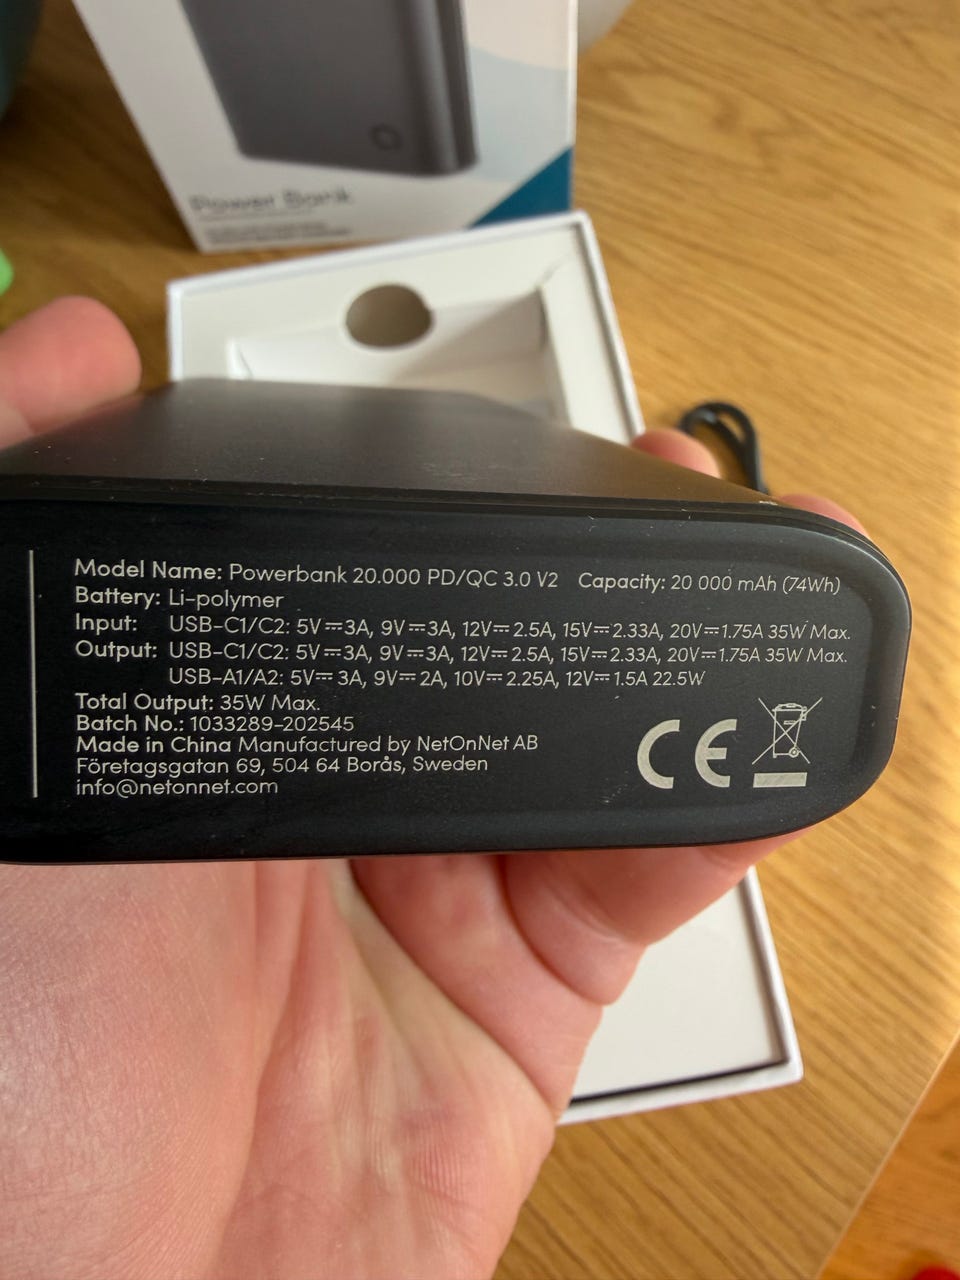 Power Bank
Model Name: Powerbank 20.000 PD/QC 3.0 V2 Capacity: 20 000 mAh (74Wh)
Battery: Li-polymer
Input: USB-C1/C2: 5V⎓3A, 9V⎓3A, 12V⎓2.5A, 15V⎓2.33A, 20V⎓1.75A 35W Max.
Output: USB-C1/C2: 5V⎓3A, 9V⎓3A, 12V⎓2.5A, 15V⎓2.33A, 20V⎓1.75A 35W Max.
USB-A1/A2: 5V⎓3A, 9V⎓2A, 10V⎓2.25A, 12V⎓1.5A 22.5W
Total Output: 35W Max.
Batch No.: 1033289-202545
Made in China Manufactured by NetOnNet AB
Företagsgatan 69, 504 64 Borås, Sweden
info@netonnet.com
CE